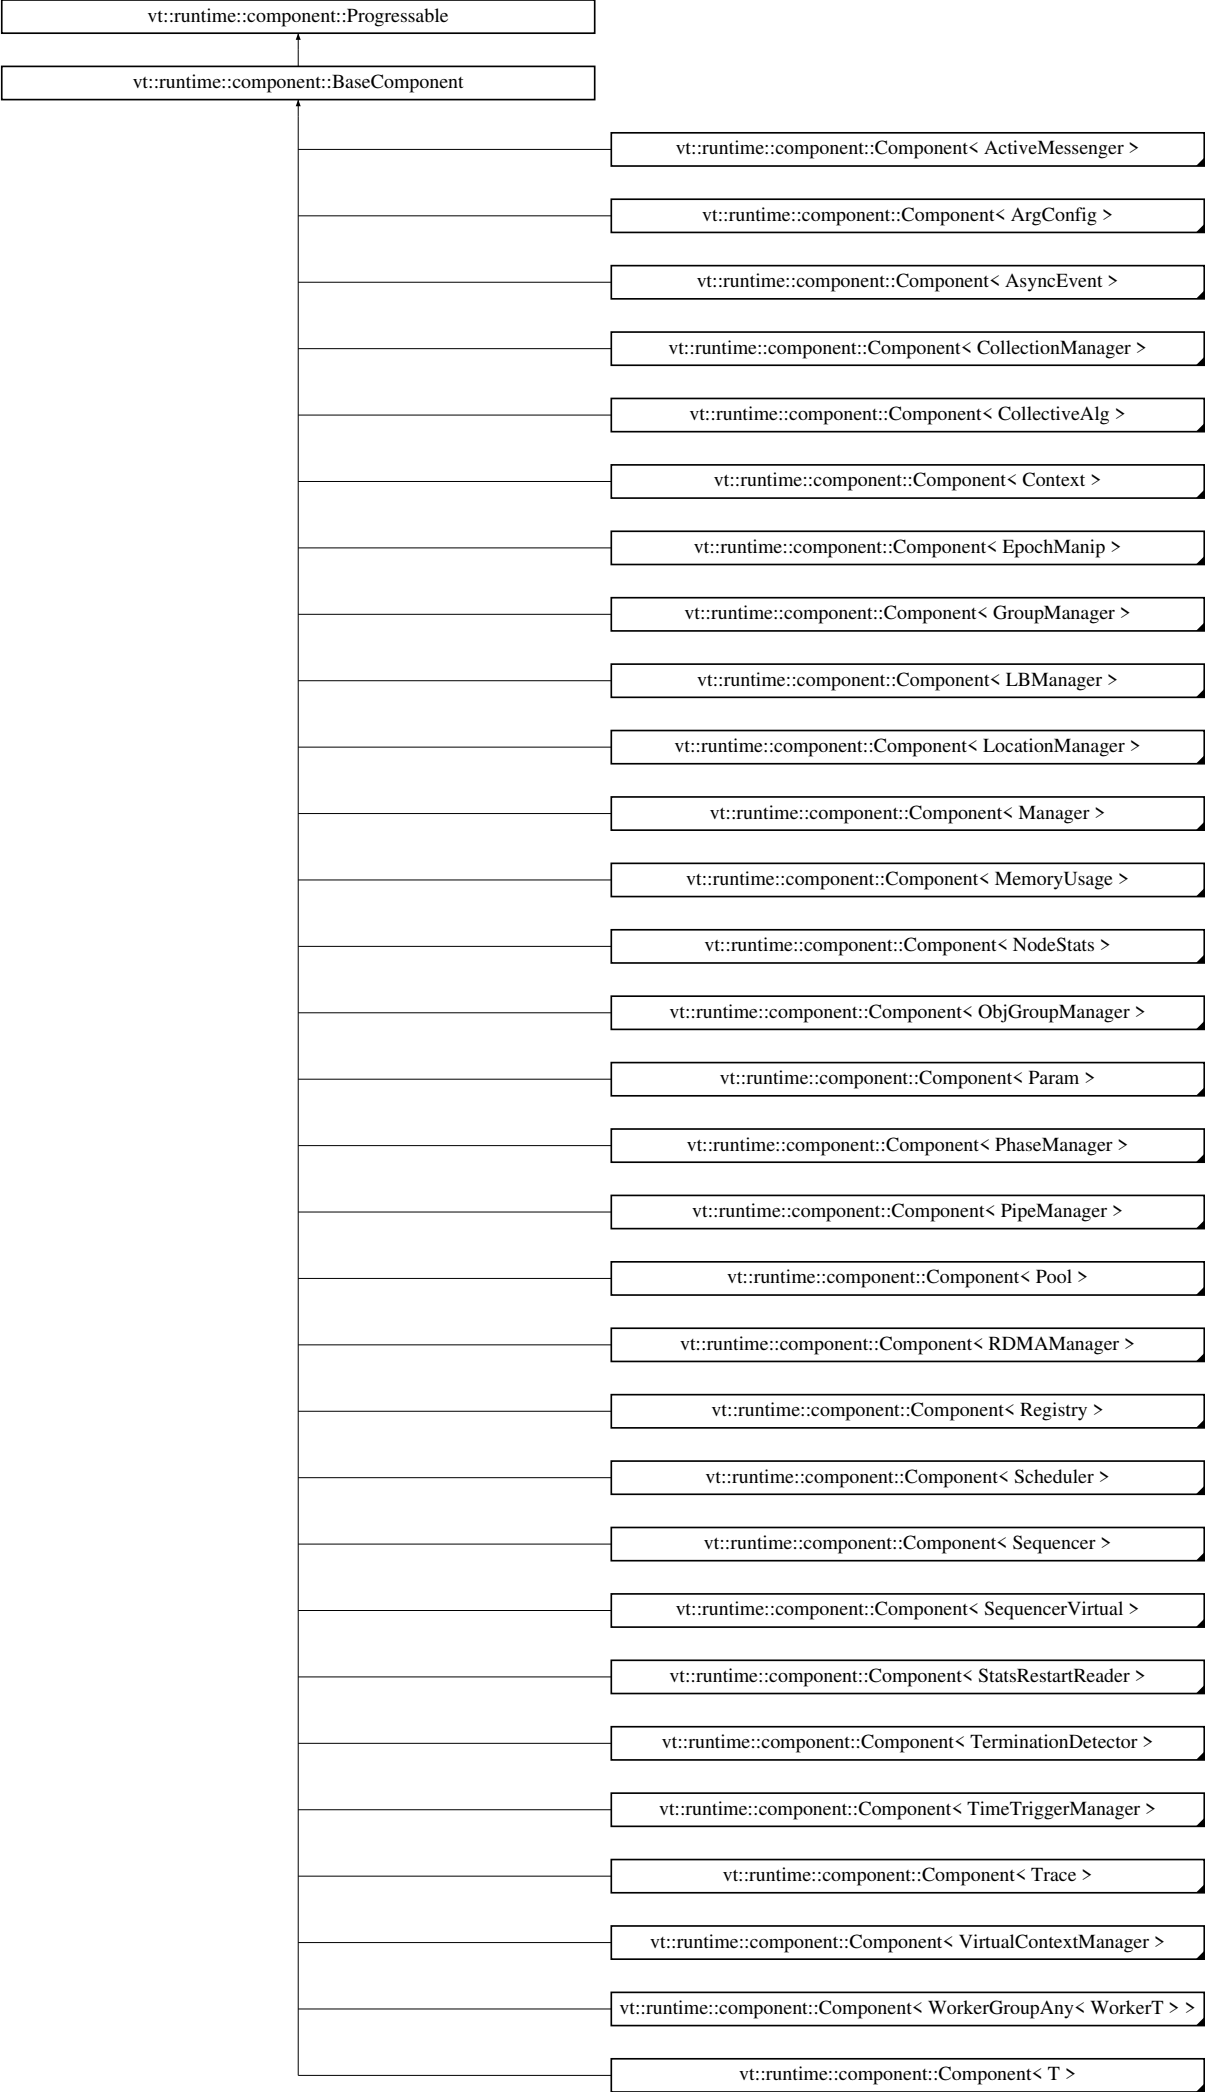 vt::runtime::component::Progressable
vt::runtime::component::BaseComponent
vt::runtime::component::Component< ActiveMessenger >
vt::runtime::component::Component< ArgConfig >
vt::runtime::component::Component< AsyncEvent >
vt::runtime::component::Component< CollectionManager >
vt::runtime::component::Component< CollectiveAlg >
vt::runtime::component::Component< Context >
vt::runtime::component::Component< EpochManip >
vt::runtime::component::Component< GroupManager >
vt::runtime::component::Component< LBManager >
vt::runtime::component::Component< LocationManager >
vt::runtime::component::Component< Manager >
vt::runtime::component::Component< MemoryUsage >
vt::runtime::component::Component< NodeStats >
vt::runtime::component::Component< ObjGroupManager >
vt::runtime::component::Component< Param >
vt::runtime::component::Component< PhaseManager >
vt::runtime::component::Component< PipeManager >
vt::runtime::component::Component< Pool >
vt::runtime::component::Component< RDMAManager >
vt::runtime::component::Component< Registry >
vt::runtime::component::Component< Scheduler >
vt::runtime::component::Component< Sequencer >
vt::runtime::component::Component< SequencerVirtual >
vt::runtime::component::Component< StatsRestartReader >
vt::runtime::component::Component< TerminationDetector >
vt::runtime::component::Component< TimeTriggerManager >
vt::runtime::component::Component< Trace >
vt::runtime::component::Component< VirtualContextManager >
vt::runtime::component::Component< WorkerGroupAny< WorkerT > >
vt::runtime::component::Component< T >